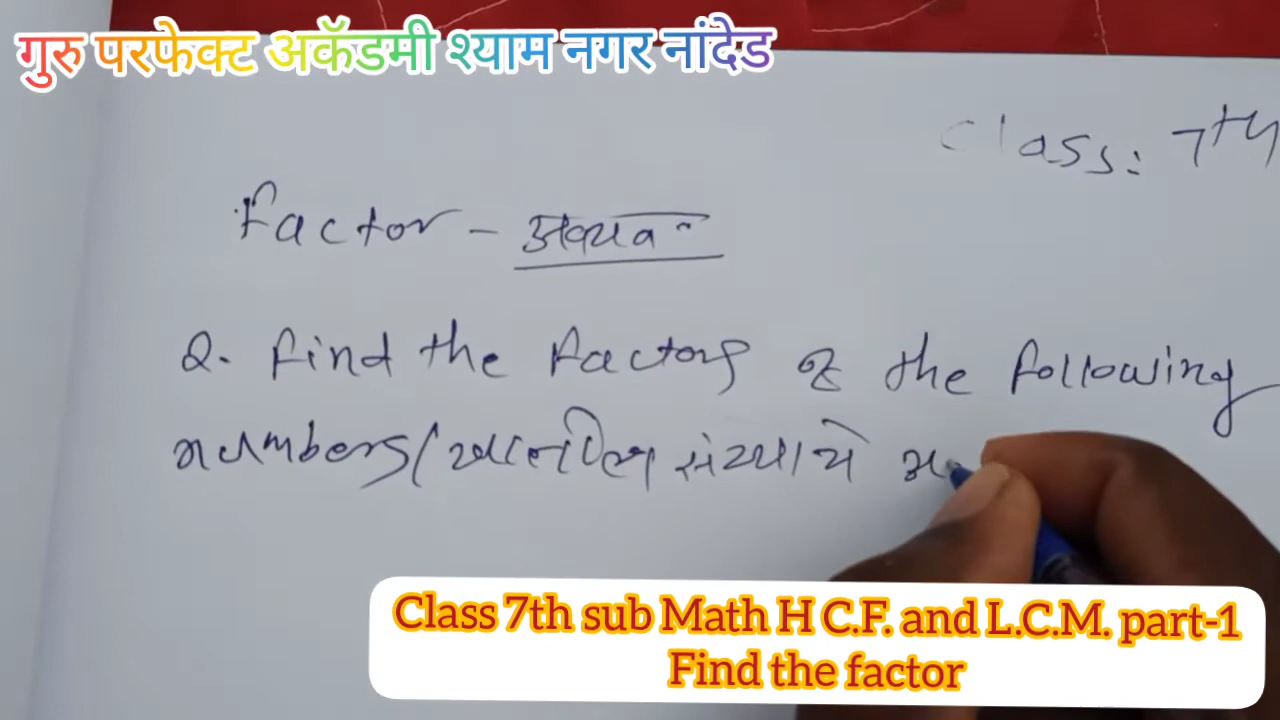 गुरु परफेक्ट अकॅडमी श्याम नगर नांदेड
Class: 7th
Factor - अवयव
Q. Find the factors of the following
numbers (खालील संख्याचे अ
Class 7th sub Math H C.F. and L.C.M. part-1
Find the factor